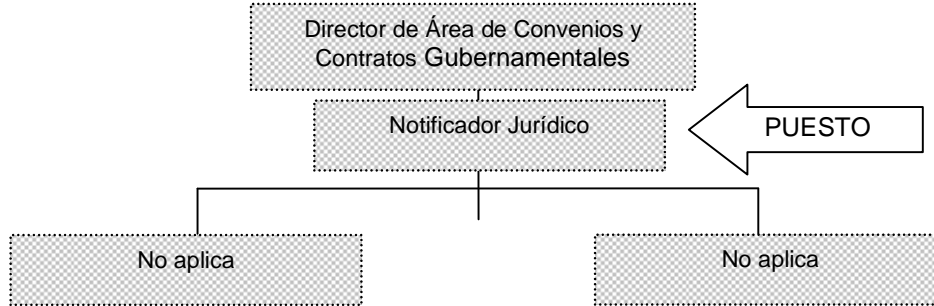 Director de Área de Convenios y
Contratos Gubernamentales
Notificador Jurídico
PUESTO
No aplica
No aplica